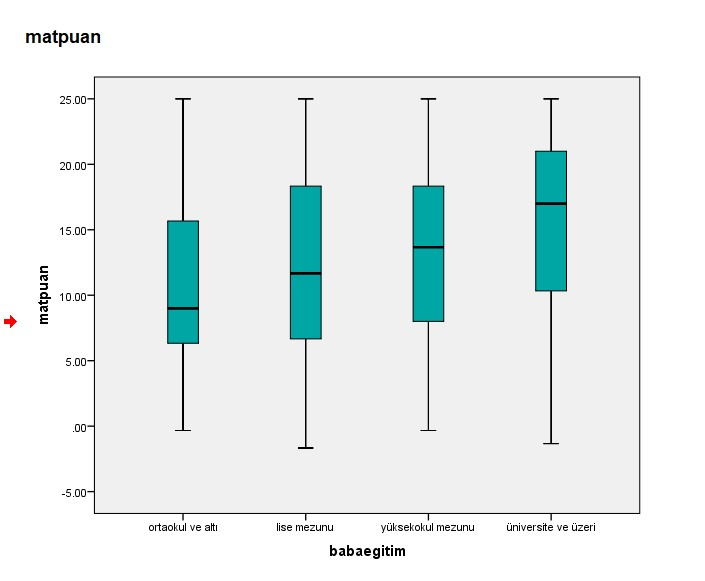 matpuan
matpuan
25.00
20.00
15.00
10.00
5.00
.00
-5.00
ortaokul ve altı
lise mezunu
yüksekokul mezunu
üniversite ve üzeri
babaegitim